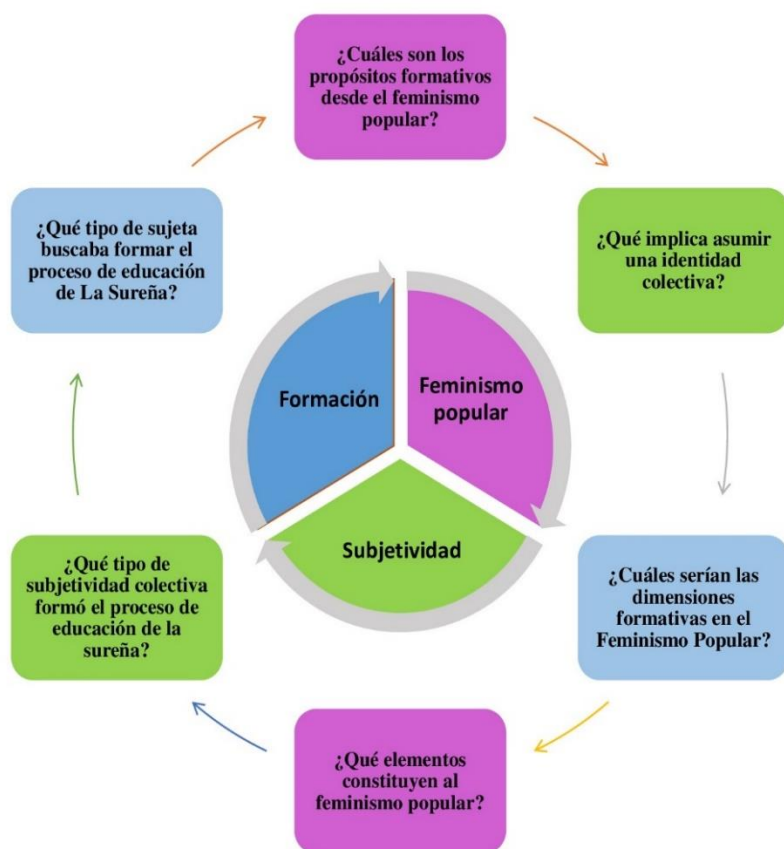 ¿Cuáles son los
propósitos formativos
desde el feminismo
popular?
¿Qué implica asumir
una identidad
colectiva?
¿Cuáles serían las
dimensiones
formativas en el
Feminismo Popular?
¿Qué elementos
constituyen al
feminismo popular?
¿Qué tipo de
subjetividad colectiva
formó el proceso de
educación de la
sureña?
¿Qué tipo de sujeta
buscaba formar el
proceso de educación
de La Sureña?
Formación
Feminismo
popular
Subjetividad